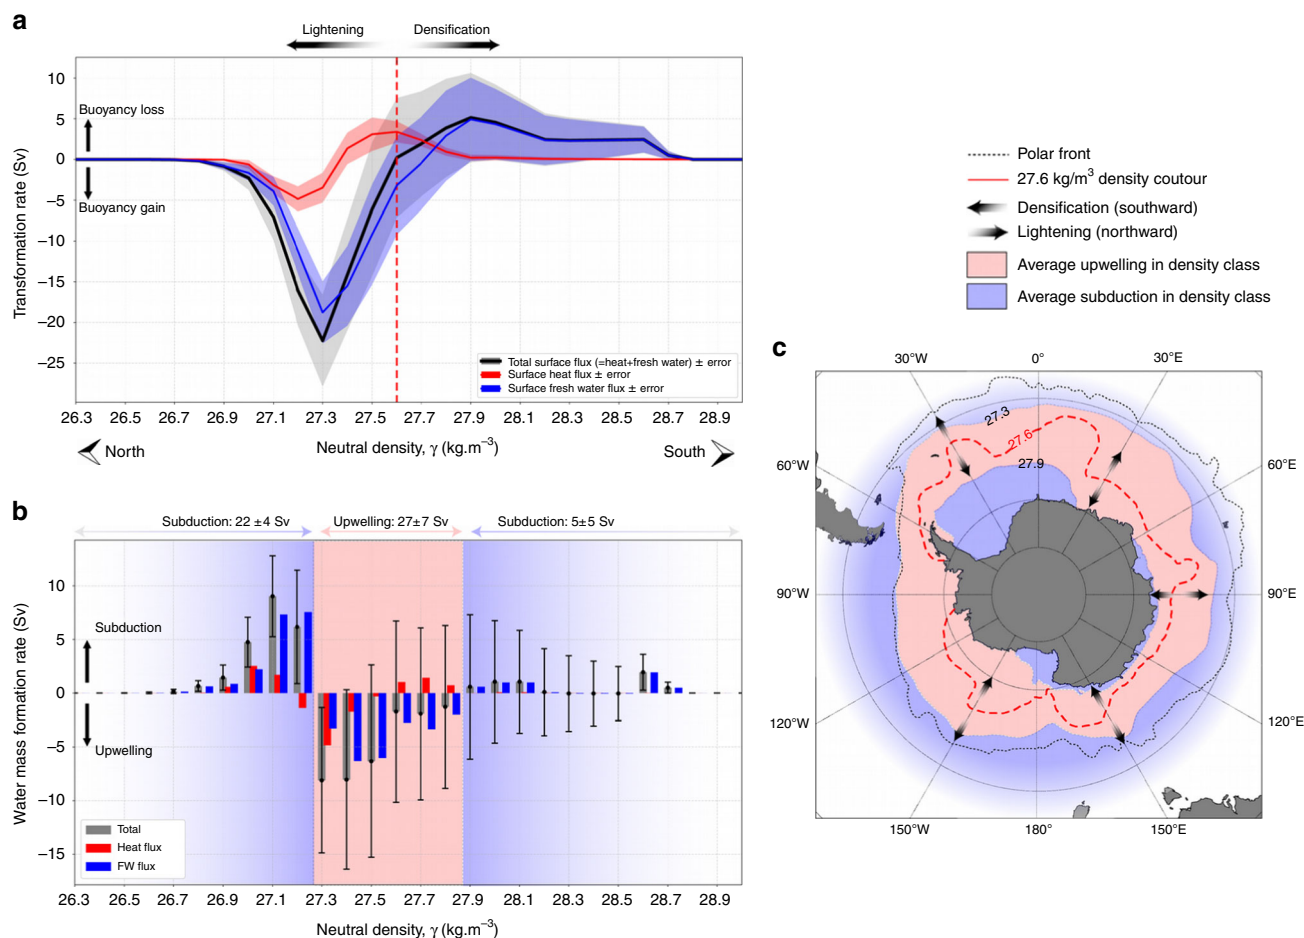 a
Lightening
Densification
Transformation rate (Sv)
10
5
0
−5
−10
−15
−20
−25
Buoyancy loss
Buoyancy gain
Total surface flux (=heat+fresh water) ± error
Surface heat flux ± error
Surface fresh water flux ± error
26.3 26.5 26.7 26.9 27.1 27.3 27.5 27.7 27.9 28.1 28.3 28.5 28.7 28.9
North
Neutral density, γ (kg.m−3)
South
b
Subduction: 22 ±4 Sv
Upwelling: 27±7 Sv
Subduction: 5±5 Sv
Water mass formation rate (Sv)
10
5
0
−5
−10
−15
Subduction
Upwelling
Total
Heat flux
FW flux
26.3 26.5 26.7 26.9 27.1 27.3 27.5 27.7 27.9 28.1 28.3 28.5 28.7 28.9
Neutral density, γ (kg.m−3)
Polar front
27.6 kg/m3 density coutour
Densification (southward)
Lightening (northward)
Average upwelling in density class
Average subduction in density class
c
30°W 0° 30°E
60°W 60°E
90°W 90°E
120°W 120°E
150°W 180° 150°E
27.3
27.6
27.9